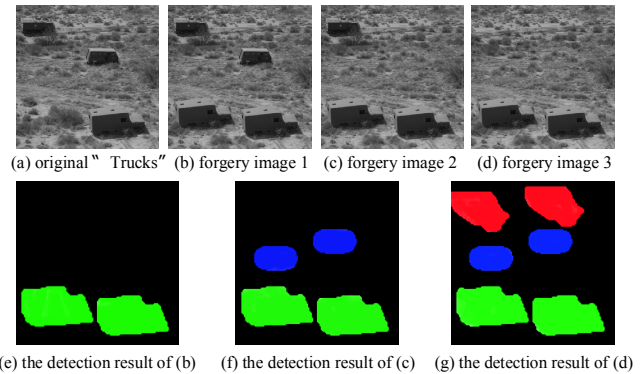 (a) original “ Trucks” (b) forgery image 1 (c) forgery image 2 (d) forgery image 3
(e) the detection result of (b) (f) the detection result of (c) (g) the detection result of (d)